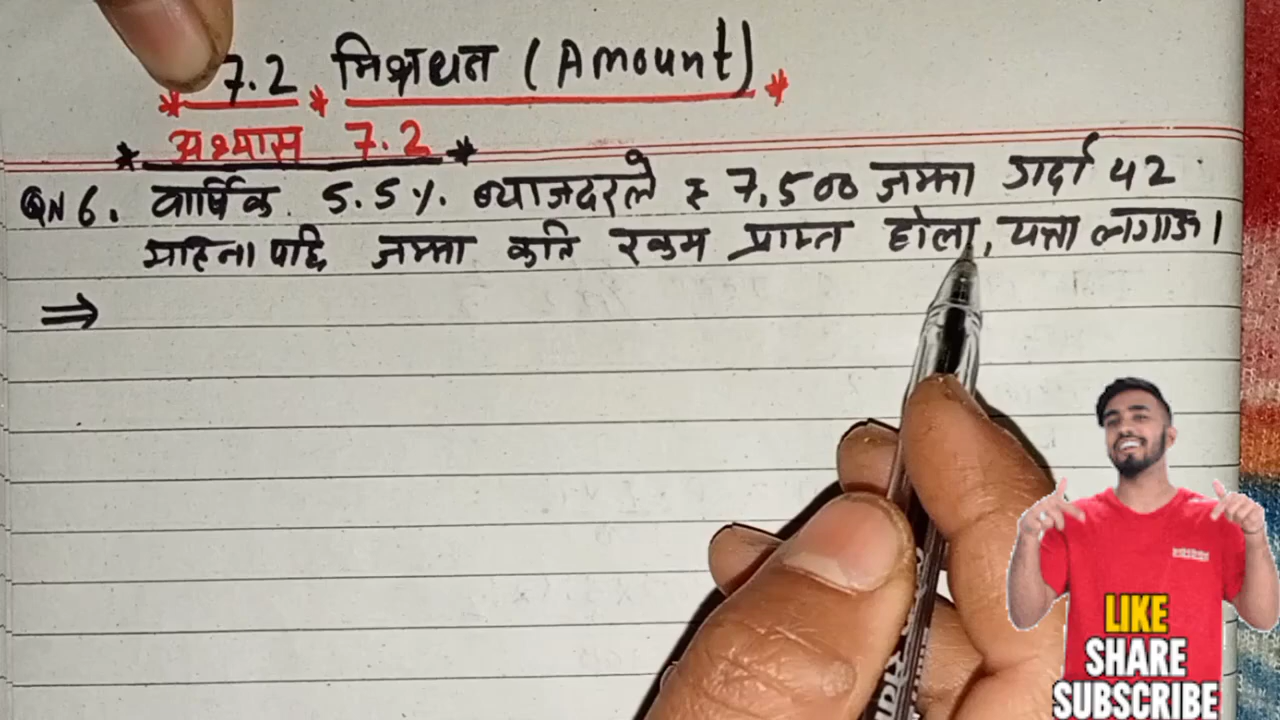 7.2 मिश्रधन (Amount)
अभ्यास 7.2
QN 6. वार्षिक 5.5%. ब्याजदरले रु 7,500 जम्मा गर्दा 42
महिना पछि जम्मा कति रकम प्राप्त होला, पत्ता लगाऊ।
⇒
LIKE
SHARE
SUBSCRIBE